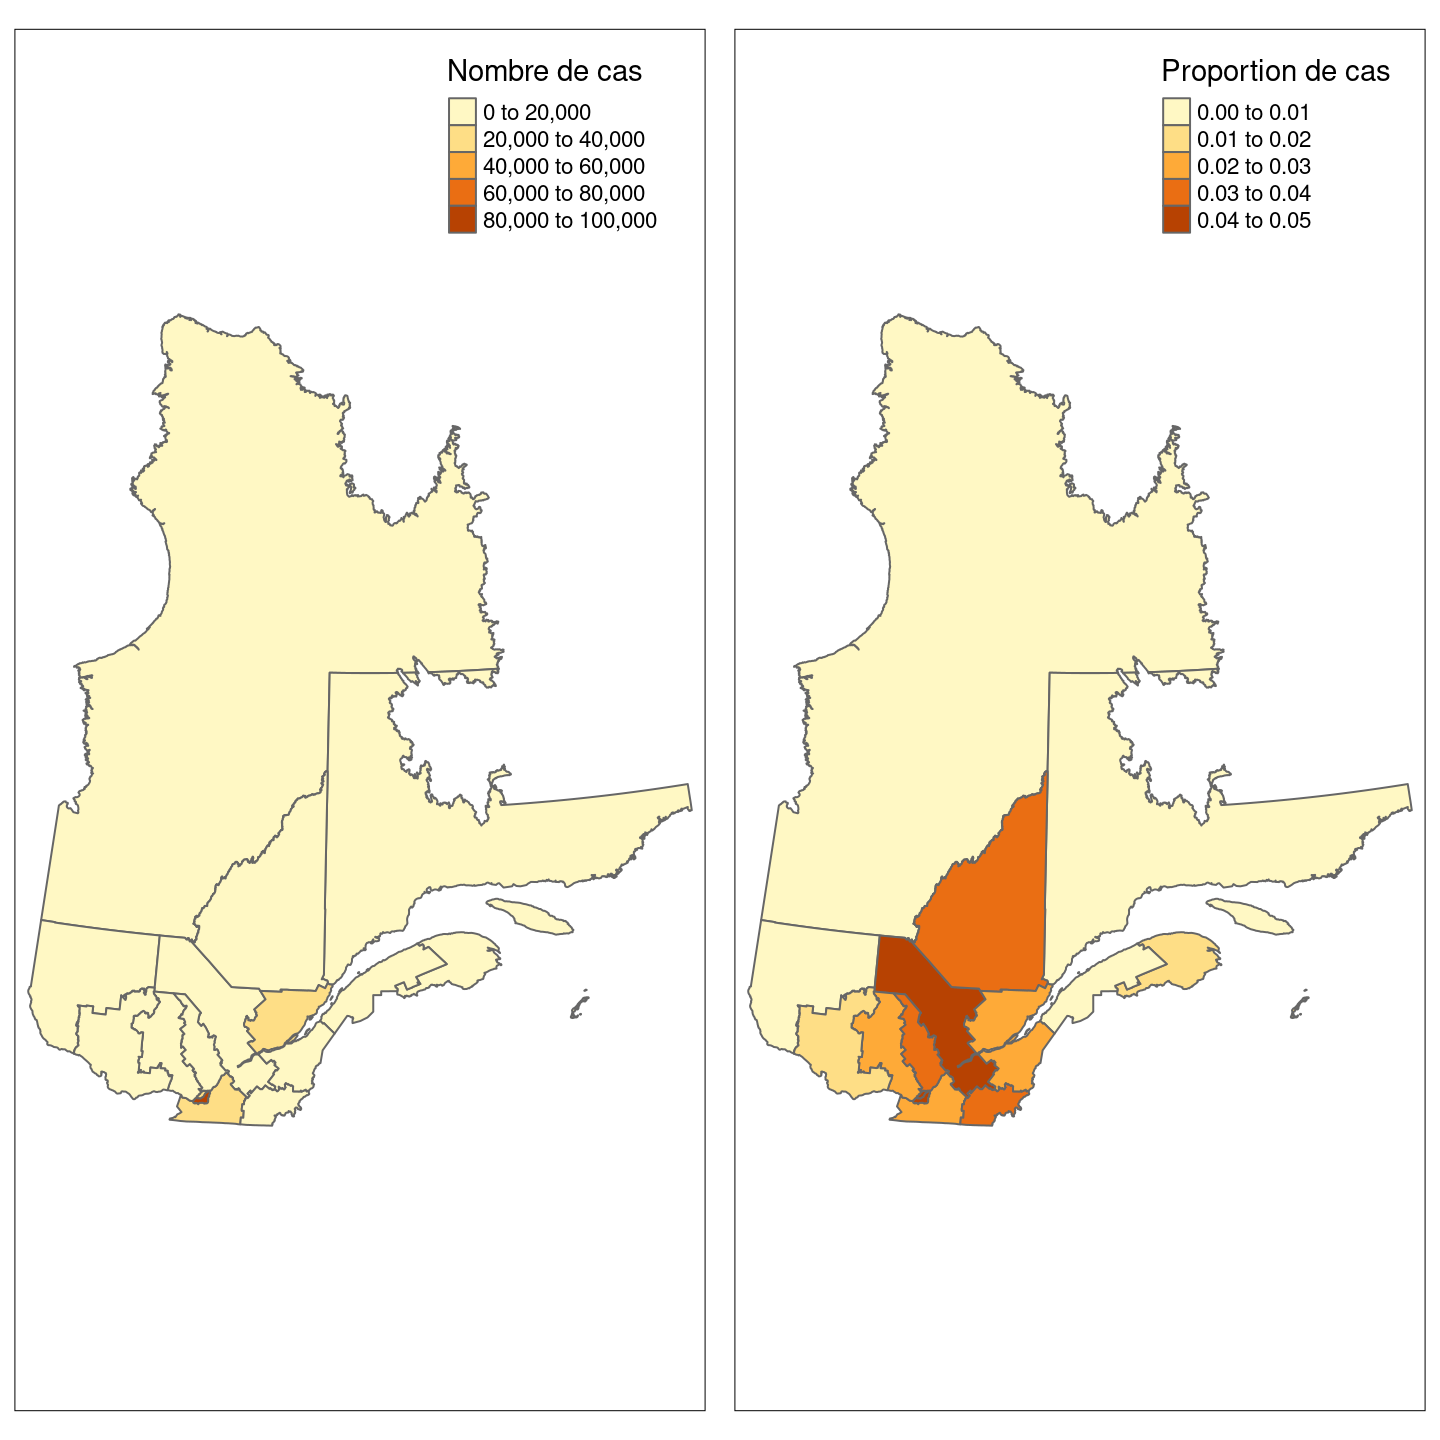 Nombre de cas
0 to 20,000
20,000 to 40,000
40,000 to 60,000
60,000 to 80,000
80,000 to 100,000
Proportion de cas
0.00 to 0.01
0.01 to 0.02
0.02 to 0.03
0.03 to 0.04
0.04 to 0.05